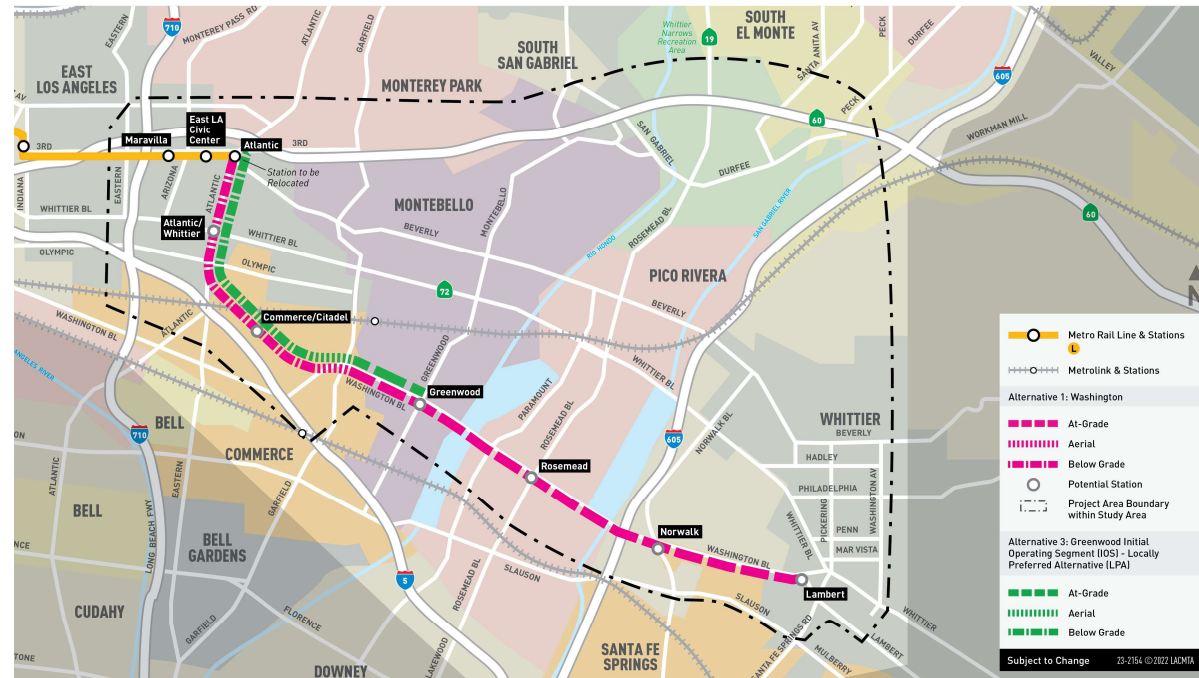 710
EASTERN
MONTEREY PASS RD
ATLANTIC
GARFIELD
EAST
LOS ANGELES
MONTEREY PARK
SOUTH
SAN GABRIEL
Whittier
Narrows
Recreation
Area
19
SOUTH
EL MONTE
SANTA ANITA AV
PECK
DURFEE
605
VALLEY
AV
3RD
Maravilla
East LA
Civic
Center
Atlantic
3RD
Station to be
Relocated
SAN GABRIEL
DURFEE
PECK
60
WORKMAN MILL
INDIANA
EASTERN
ARIZONA
ATLANTIC
WHITTIER BL
Atlantic/
Whittier
WHITTIER BL
MONTEBELLO
MONTEBELLO
BEVERLY
ROSEMEAD BL
SAN GABRIEL RIVER
RIO HONDO
60
OLYMPIC
OLYMPIC
72
PICO RIVERA
BEVERLY
N
WASHINGTON BL
ATLANTIC
Commerce/Citadel
ANGELES RIVER
GREENWOOD
WHITTIER BL
WASHINGTON BL
Greenwood
PARAMOUNT
ROSEMEAD BL
NORWALK BL
605
WHITTIER
BEVERLY
HADLEY
PHILADELPHIA
PICKERING
WASHINGTON AV
PENN
MAR VISTA
WHITTIER BL
BELL
710
ON
COMMERCE
ATLANTIC
EASTERN
GARFIELD
Rosemead
Norwalk
WASHINGTON BL
Lambert
BELL
LONG BEACH FWY
BELL
GARDENS
NCE
5
SLAUSON
ROSEMEAD BL
SLAUSON
WHITTIER
LAMBERT
CUDAHY
GARFIELD
FLORENCE
LAKEWOOD
SANTA FE
SPRINGS
SANTA FE SPRINGS RD
MULBERRY
TONE
DOWNEY
Metro Rail Line & Stations
L
Metrolink & Stations
Alternative 1: Washington
At-Grade
Aerial
Below Grade
Potential Station
Project Area Boundary
within Study Area
Alternative 3: Greenwood Initial
Operating Segment (IOS) - Locally
Preferred Alternative (LPA)
At-Grade
Aerial
Below Grade
Subject to Change 23-2154 ©2022 LACMTA